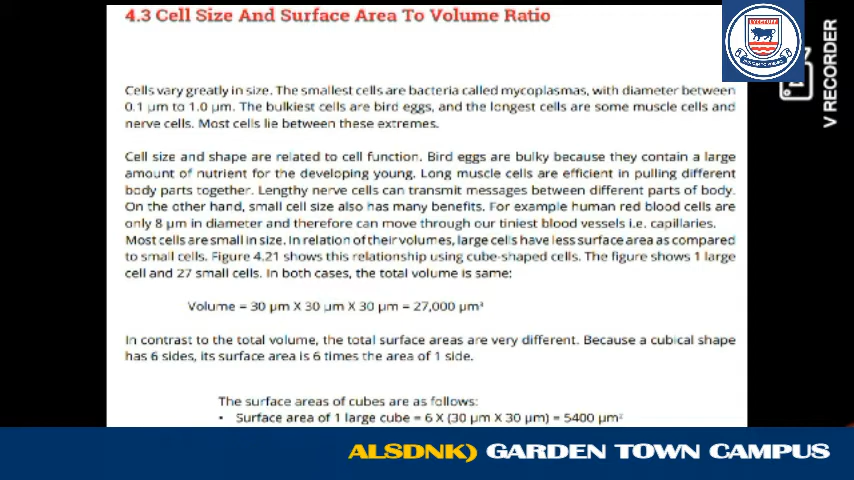 4.3 Cell Size And Surface Area To Volume Ratio
Cells vary greatly in size. The smallest cells are bacteria called mycoplasmas, with diameter between
0.1 µm to 1.0 µm. The bulkiest cells are bird eggs, and the longest cells are some muscle cells and
nerve cells. Most cells lie between these extremes.
Cell size and shape are related to cell function. Bird eggs are bulky because they contain a large
amount of nutrient for the developing young. Long muscle cells are efficient in pulling different
body parts together. Lengthy nerve cells can transmit messages between different parts of body.
On the other hand, small cell size also has many benefits. For example human red blood cells are
only 8 µm in diameter and therefore can move through our tiniest blood vessels i.e. capillaries.
Most cells are small in size. In relation of their volumes, large cells have less surface area as compared
to small cells. Figure 4.21 shows this relationship using cube-shaped cells. The figure shows 1 large
cell and 27 small cells. In both cases, the total volume is same:
Volume = 30 µm X 30 µm X 30 µm = 27,000 µm³
In contrast to the total volume, the total surface areas are very different. Because a cubical shape
has 6 sides, its surface area is 6 times the area of 1 side.
The surface areas of cubes are as follows:
• Surface area of 1 large cube = 6 X (30 µm X 30 µm) = 5400 µm²
V RECORDER
ALSDNK) GARDEN TOWN CAMPUS